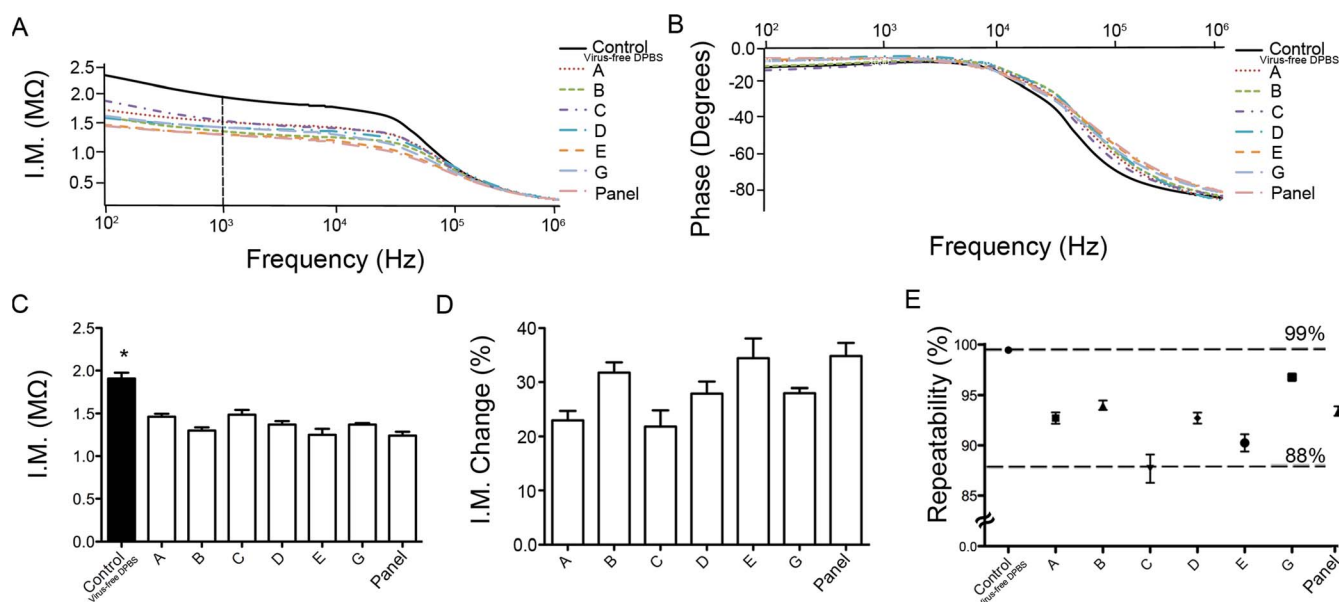 A
I.M. (MΩ)
2.5
2.0
1.5
1.0
0.5
10²
10³
10⁴
10⁵
10⁶
Frequency (Hz)
Control
Virus-free DPBS
A
B
C
D
E
G
Panel
B
Phase (Degrees)
10²
10³
10⁴
10⁵
10⁶
0.0
-20
-40
-60
-80
Frequency (Hz)
Control
Virus-free DPBS
A
B
C
D
E
G
Panel
C
I.M. (MΩ)
2.5
2.0
1.5
1.0
0.5
0.0
*
Control
Virus-free DPBS
A
B
C
D
E
G
Panel
D
I.M. Change (%)
40
30
20
10
0.0
A
B
C
D
E
G
Panel
E
Repeatability (%)
100
95
90
85
0.0
99%
88%
Control
Virus-free DPBS
A
B
C
D
E
G
Panel